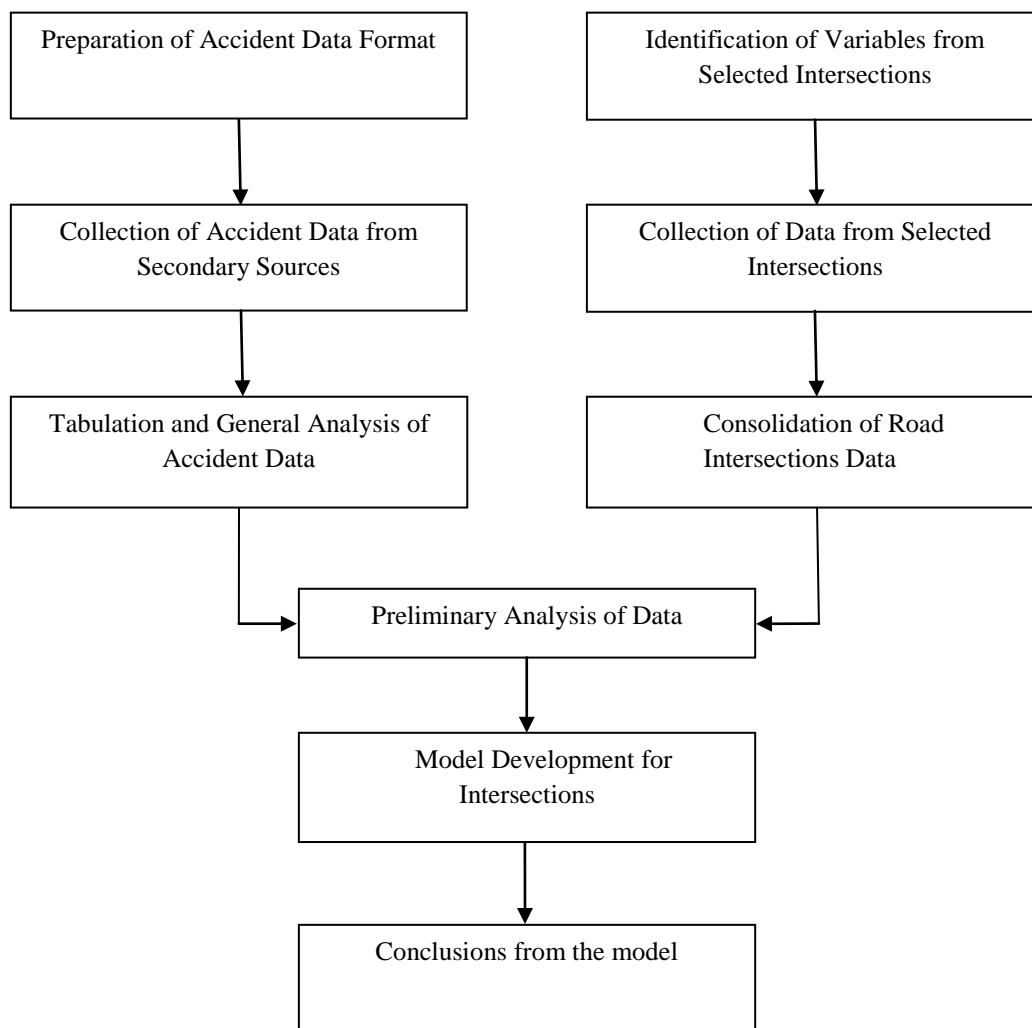 Preparation of Accident Data Format
Identification of Variables from
Selected Intersections
Collection of Accident Data from
Secondary Sources
Collection of Data from Selected
Intersections
Tabulation and General Analysis of
Accident Data
Consolidation of Road
Intersections Data
Preliminary Analysis of Data
Model Development for
Intersections
Conclusions from the model